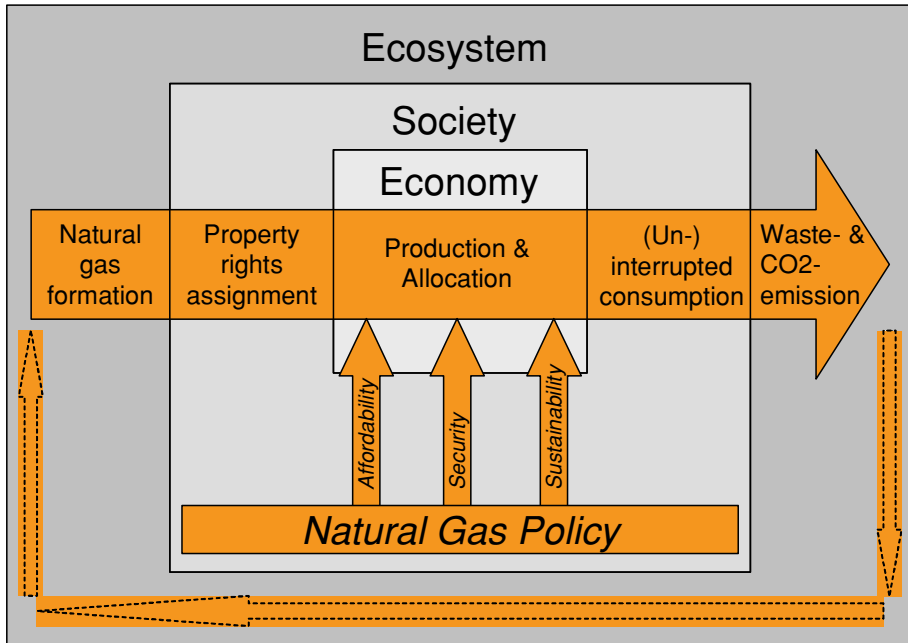 Ecosystem
Society
Economy
Natural
gas
formation
Property
rights
assignment
Production &
Allocation
(Un-)
interrupted
consumption
Waste- &
CO2-
emission
Affordability
Security
Sustainability
Natural Gas Policy